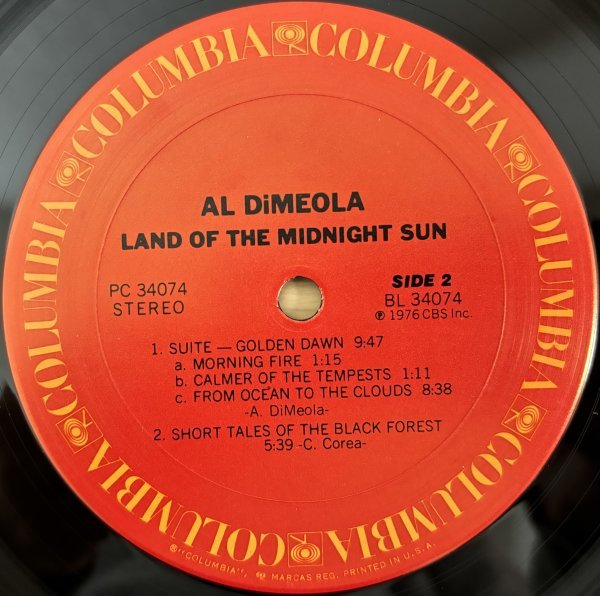 COLUMBIA COLUMBIA COLUMBIA COLUMBIA COLUMBIA COLUMBIA
AL DiMEOLA
LAND OF THE MIDNIGHT SUN
PC 34074
STEREO
SIDE 2
BL 34074
℗ 1976 CBS Inc.
1. SUITE — GOLDEN DAWN 9:47
a. MORNING FIRE 1:15
b. CALMER OF THE TEMPESTS 1:11
c. FROM OCEAN TO THE CLOUDS 8:38
-A. DiMeola-
2. SHORT TALES OF THE BLACK FOREST
5:39 -C. Corea-
®"COLUMBIA", MARCAS REG. PRINTED IN U.S.A.